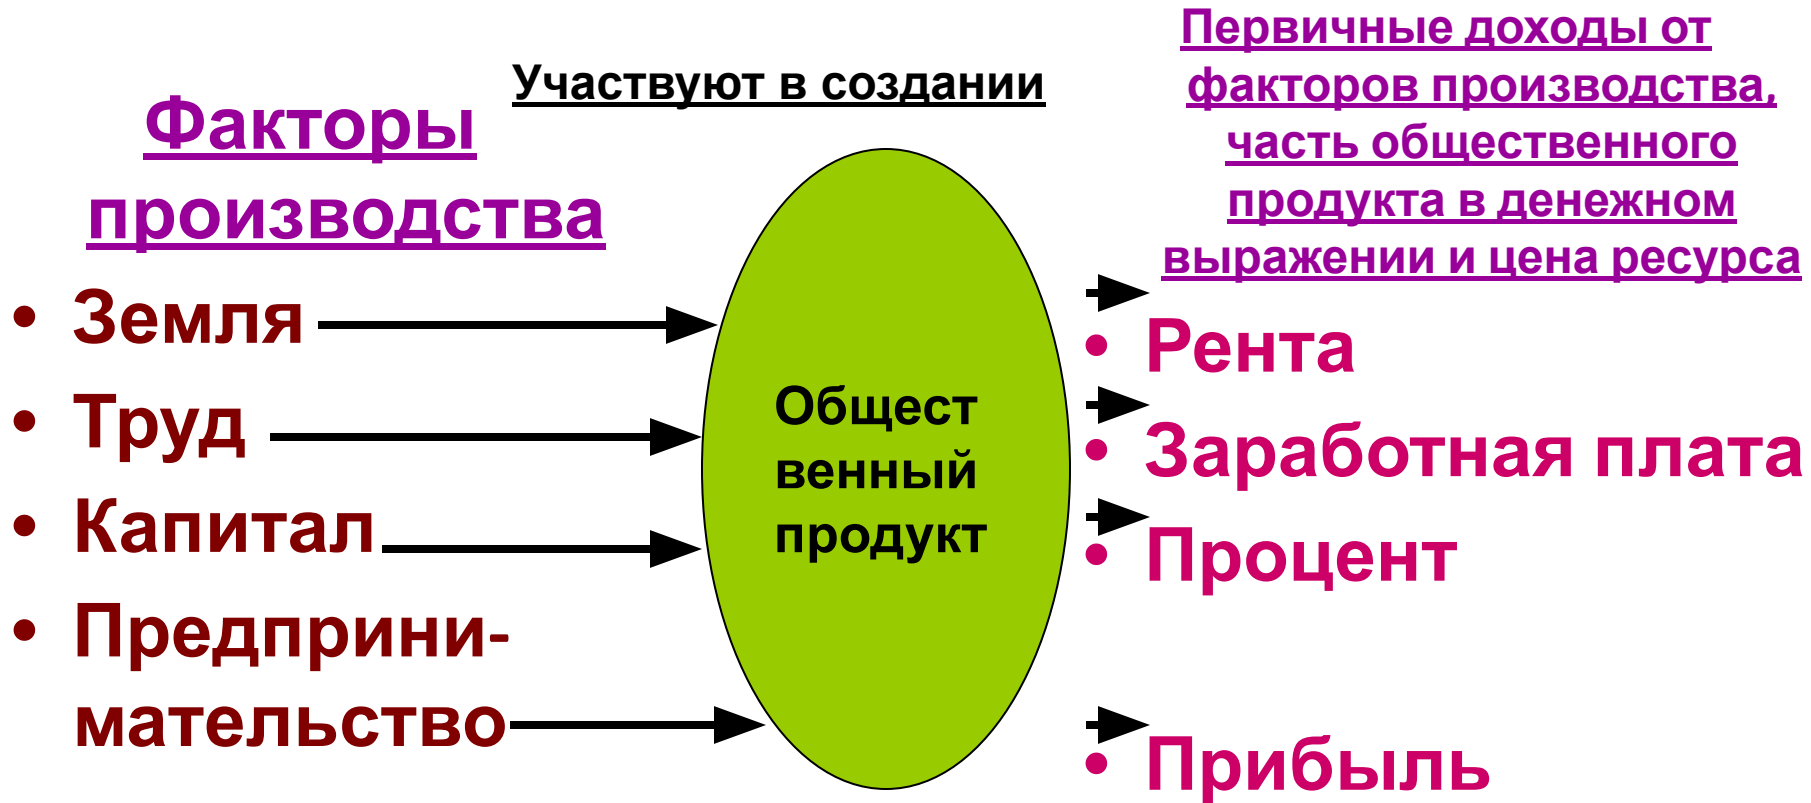 Факторы
производства
• Земля
• Труд
• Капитал
• Предприни-
мательство
Участвуют в создании
Общест
венный
продукт
Первичные доходы от
факторов производства,
часть общественного
продукта в денежном
выражении и цена ресурса
• Рента
• Заработная плата
• Процент
• Прибыль